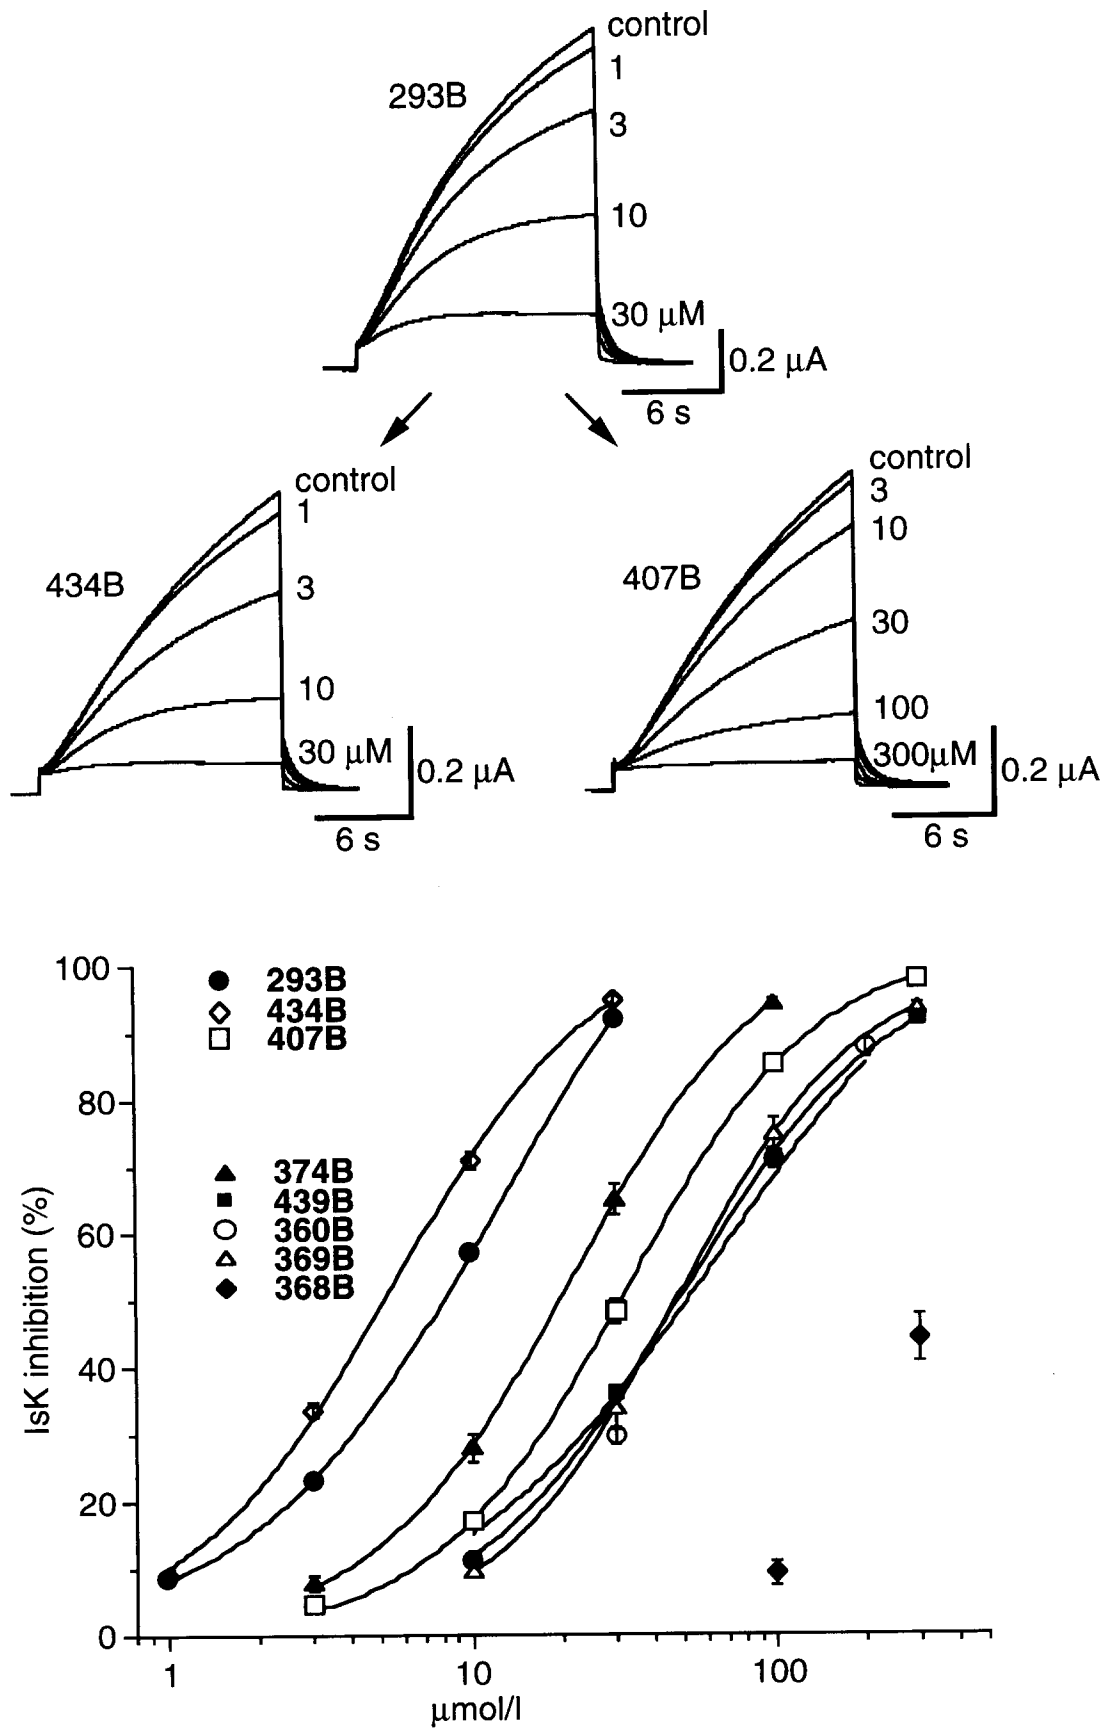 control
1
293B
3
10
30 µM
0.2 µA
6 s
control
1
434B
3
10
30 µM
0.2 µA
6 s
control
3
10
407B
30
100
300µM
0.2 µA
6 s
100
80
60
40
20
0
IsK inhibition (%)
293B
434B
407B
374B
439B
360B
369B
368B
1
10
100
µmol/l